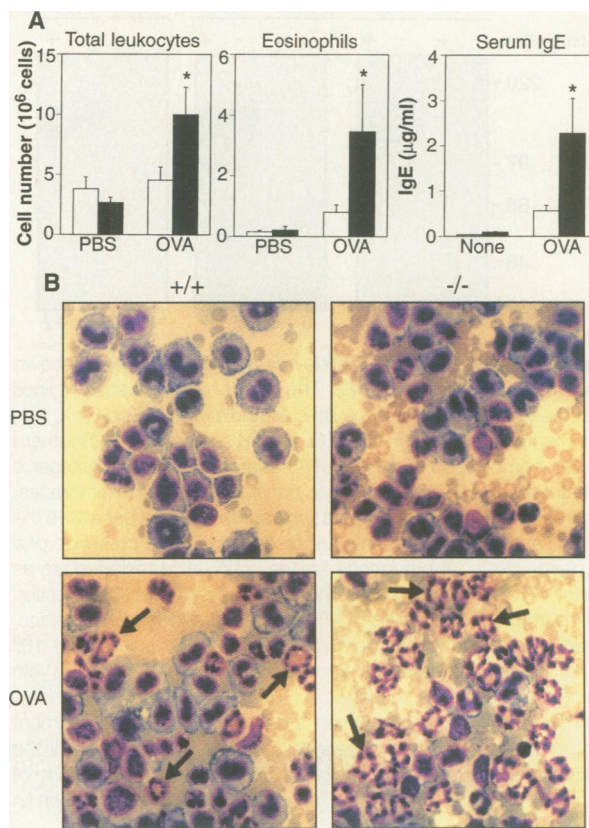 A
Total leukocytes
Eosinophils
Serum IgE
Cell number (10⁶ cells)
15
10
5
0
*
PBS
OVA
6
4
2
0
*
PBS
OVA
IgE (µg/ml)
4
3
2
1
0
*
None
OVA
B
+/+
-/-
PBS
OVA